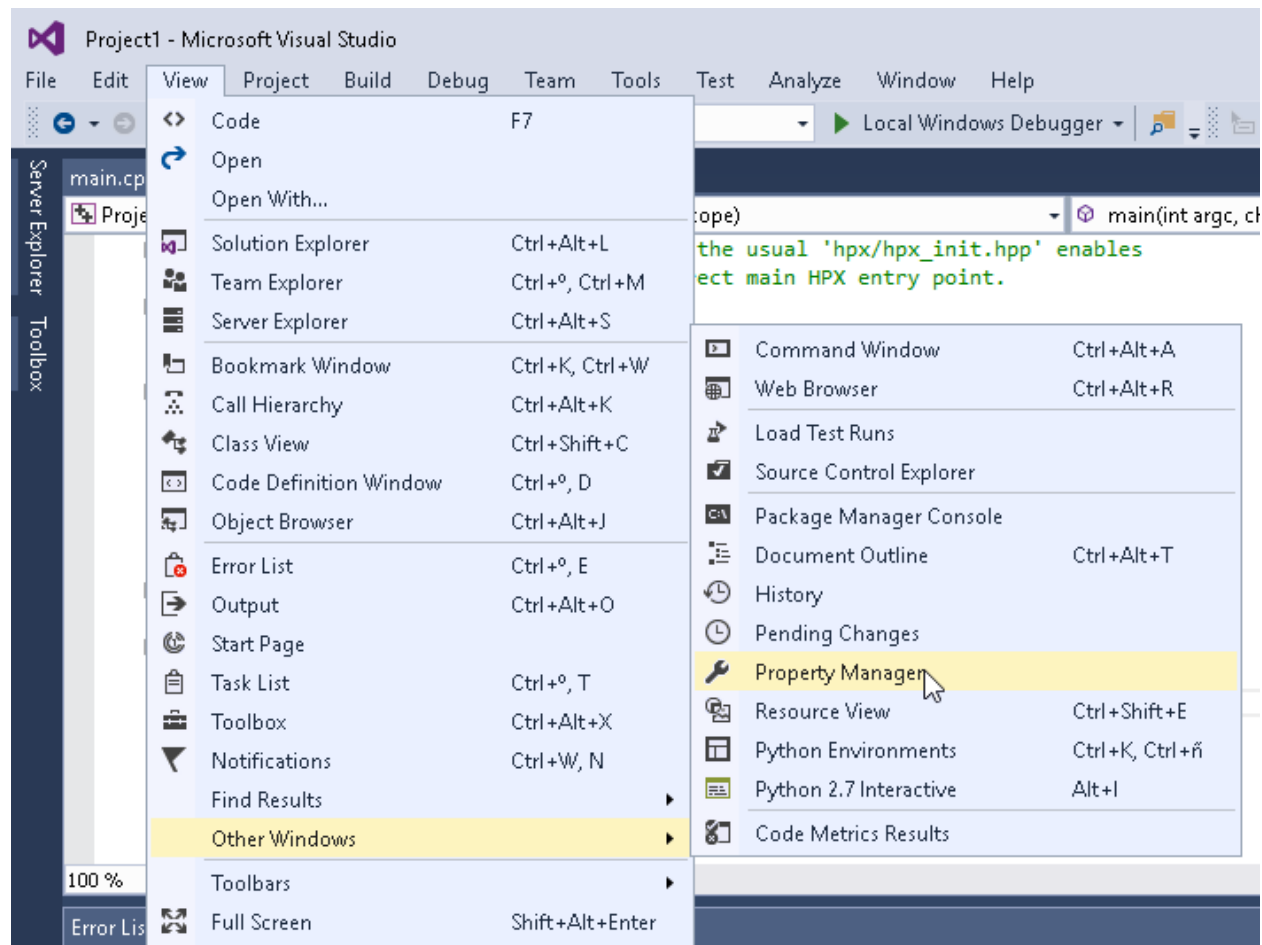 Project1 - Microsoft Visual Studio
File Edit View Project Build Debug Team Tools Test Analyze Window Help
Local Windows Debugger
Server Explorer
Toolbox
main.cp
Proje
cope)
main(int argc, ch
the usual 'hpx/hpx_init.hpp' enables
ect main HPX entry point.
Code F7
Open
Open With...
Solution Explorer Ctrl+Alt+L
Team Explorer Ctrl+º, Ctrl+M
Server Explorer Ctrl+Alt+S
Bookmark Window Ctrl+K, Ctrl+W
Call Hierarchy Ctrl+Alt+K
Class View Ctrl+Shift+C
Code Definition Window Ctrl+º, D
Object Browser Ctrl+Alt+J
Error List Ctrl+º, E
Output Ctrl+Alt+O
Start Page
Task List Ctrl+º, T
Toolbox Ctrl+Alt+X
Notifications Ctrl+W, N
Find Results
Other Windows
Toolbars
Full Screen Shift+Alt+Enter
Command Window Ctrl+Alt+A
Web Browser Ctrl+Alt+R
Load Test Runs
Source Control Explorer
Package Manager Console
Document Outline Ctrl+Alt+T
History
Pending Changes
Property Manager
Resource View Ctrl+Shift+E
Python Environments Ctrl+K, Ctrl+ñ
Python 2.7 Interactive Alt+I
Code Metrics Results
100 %
Error Lis